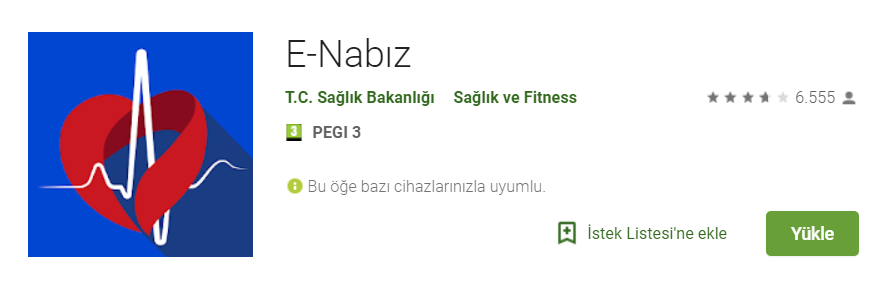 E-Nabız
T.C. Sağlık Bakanlığı Sağlık ve Fitness 6.555
3 PEGI 3
Bu öğe bazı cihazlarınızla uyumlu.
İstek Listesi'ne ekle Yükle